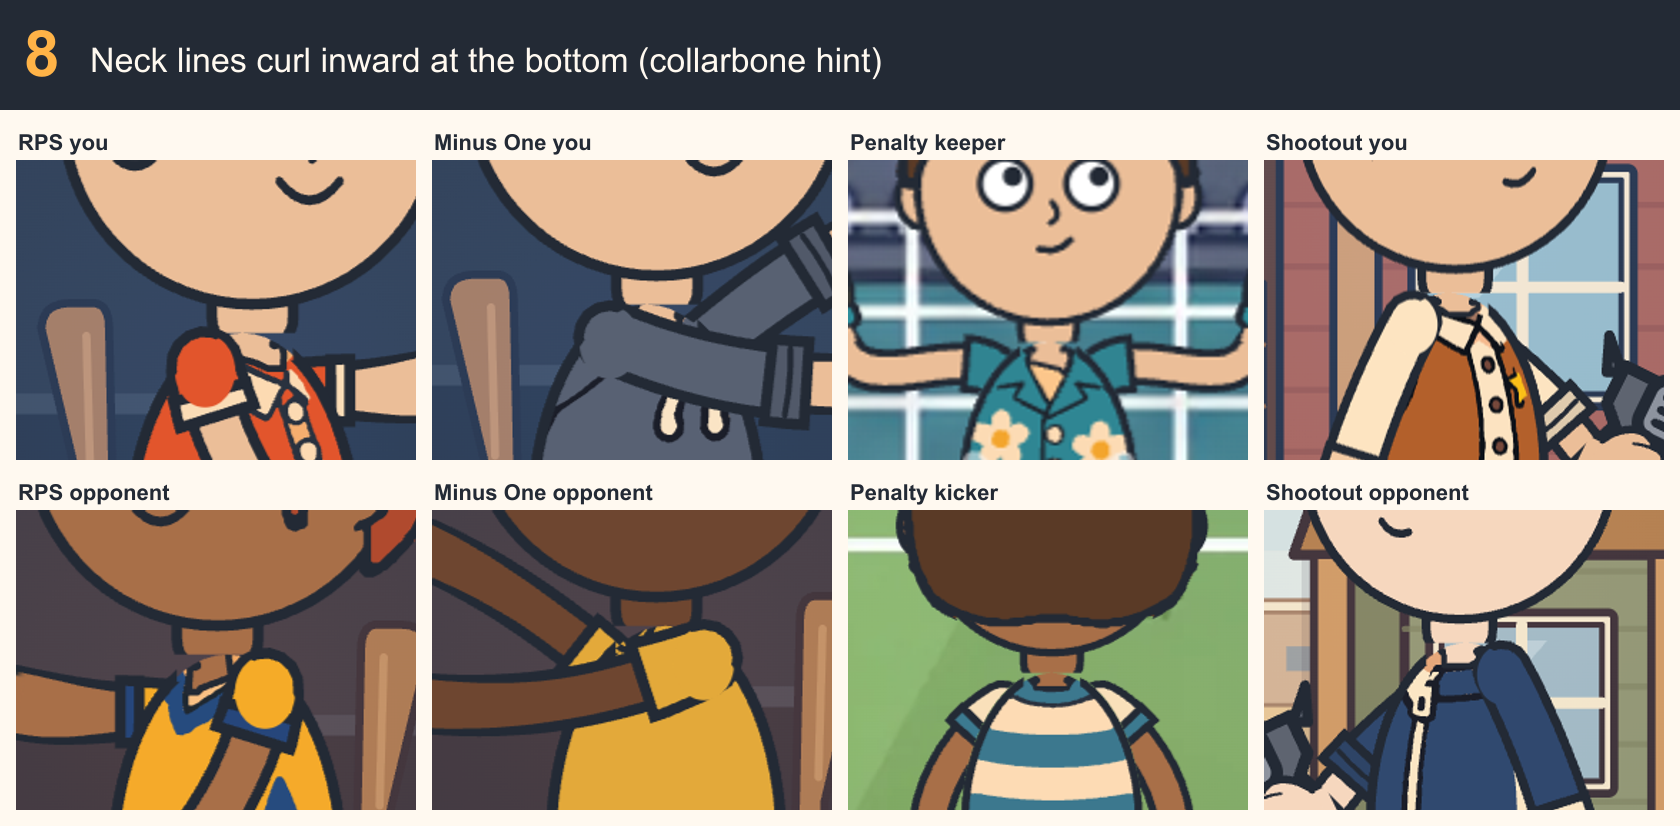 8 Neck lines curl inward at the bottom (collarbone hint)
RPS you
Minus One you
Penalty keeper
Shootout you
RPS opponent
Minus One opponent
Penalty kicker
Shootout opponent